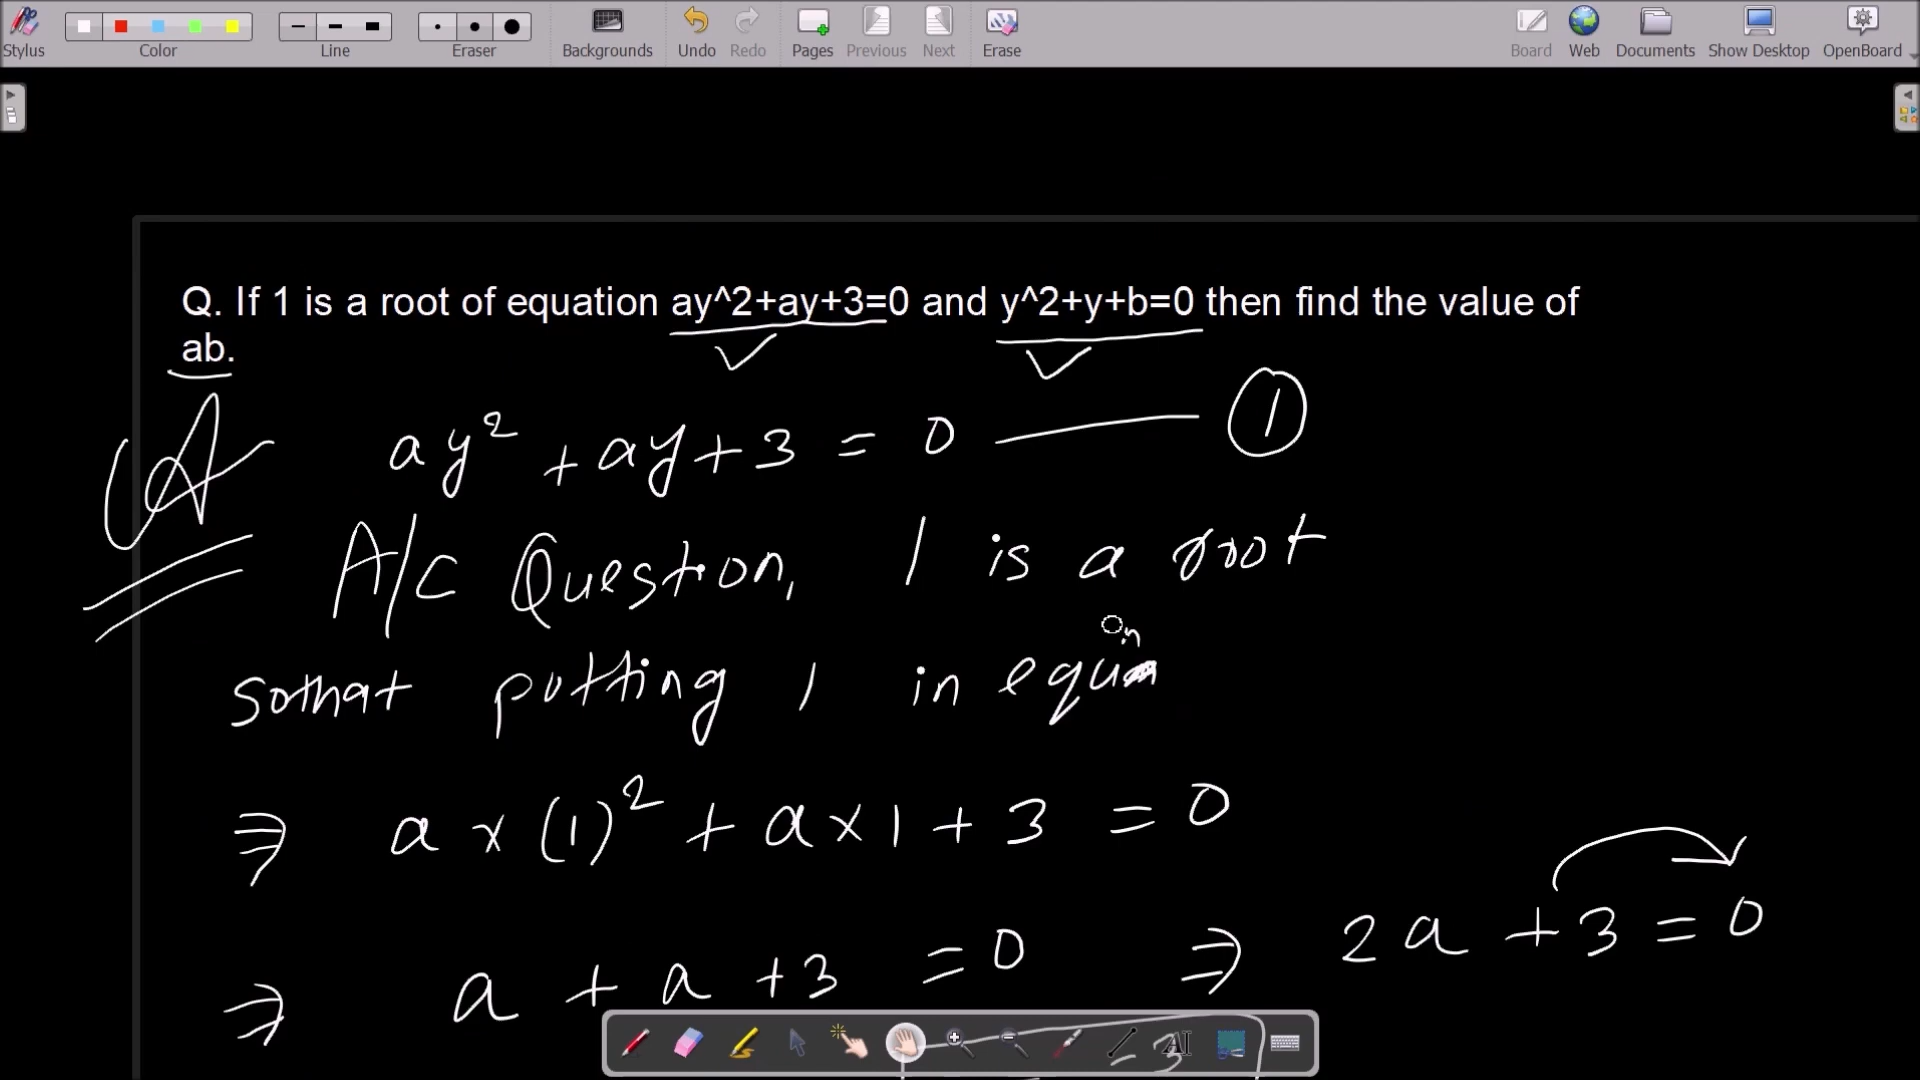 Stylus Color Line Eraser Backgrounds Undo Redo Pages Previous Next Erase Board Web Documents Show Desktop OpenBoard
Q. If 1 is a root of equation ay^2+ay+3=0 and y^2+y+b=0 then find the value of
ab.
ay² + ay + 3 = 0 —— ①
A/C Question, 1 is a root
sothat putting 1 in equn
⇒ a × (1)² + a × 1 + 3 = 0
⇒ a + a + 3 = 0 ⇒ 2a + 3 = 0